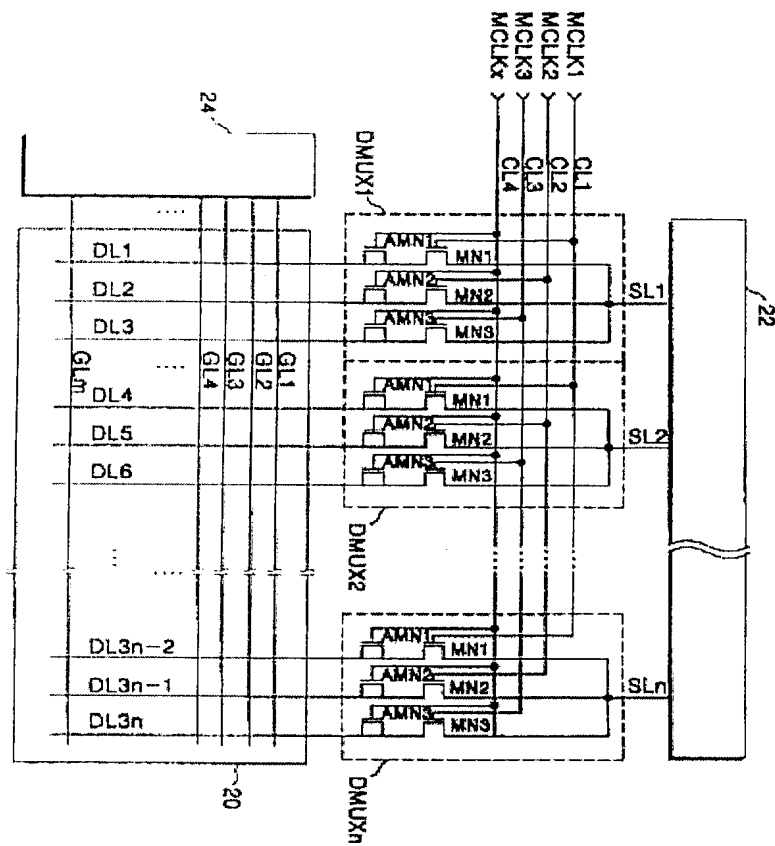 MCLK1
MCLK2
MCLK3
MCLKx
CL1
CL2
CL3
CL4
24
22
20
DMUX1
AMN1
MN1
AMN2
MN2
AMN3
MN3
SL1
DL1
DL2
DL3
GL1
GL2
GL3
GL4
GLm
AMN1
MN1
AMN2
MN2
AMN3
MN3
SL2
DL4
DL5
DL6
DMUX2
AMN1
MN1
AMN2
MN2
AMN3
MN3
SLn
DL3n-2
DL3n-1
DL3n
DMUXn